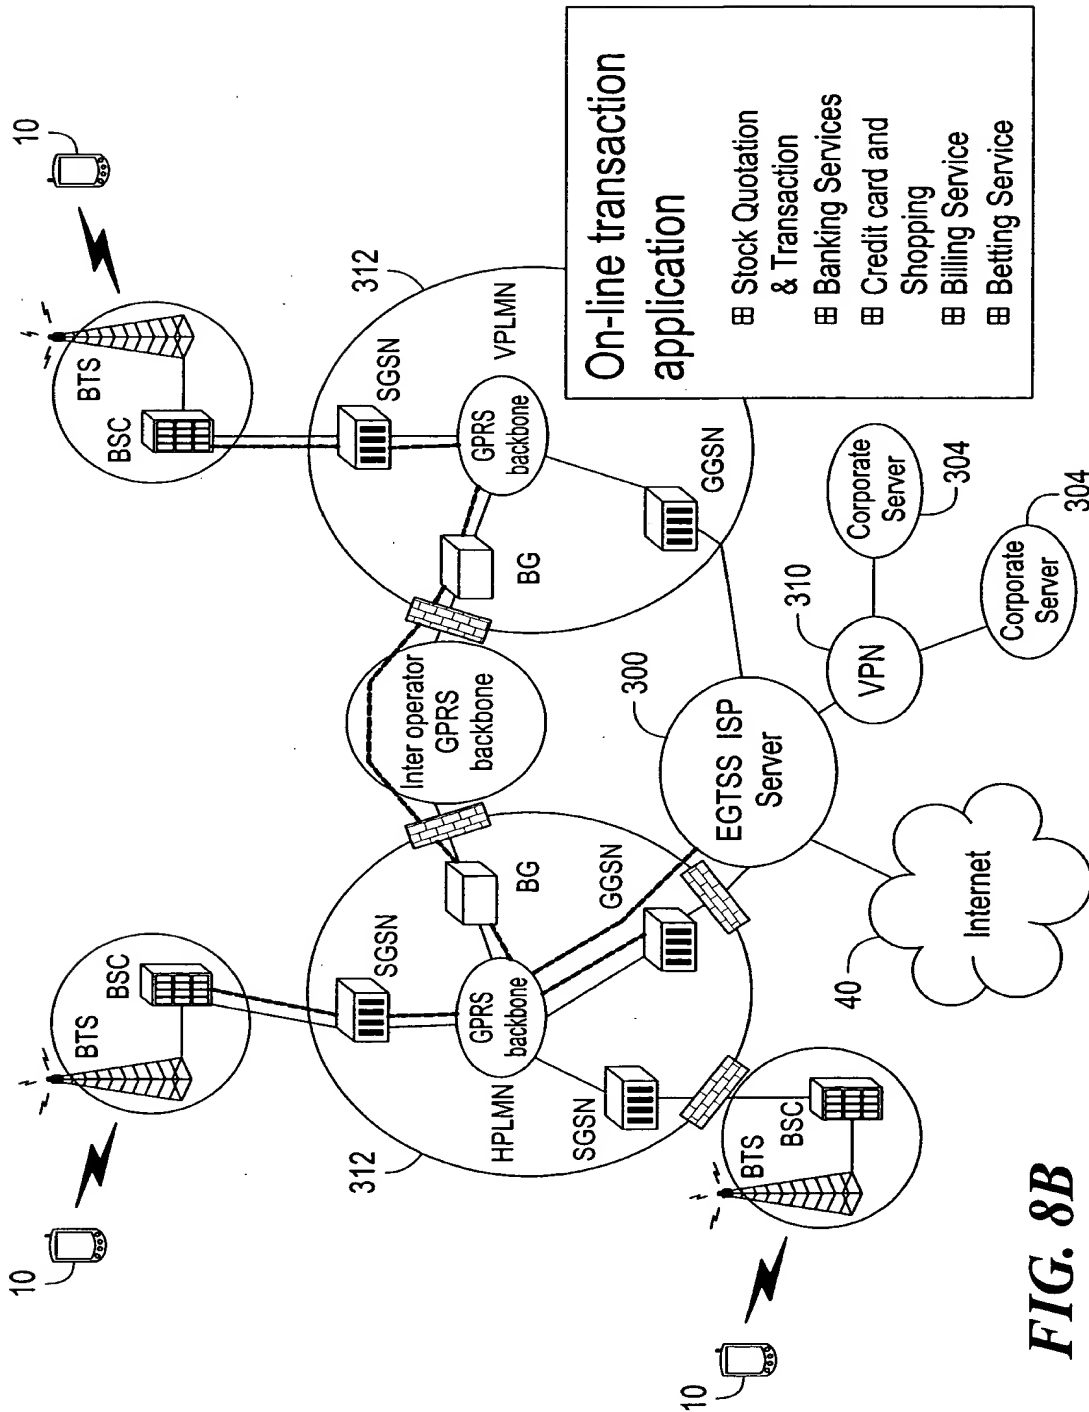 10
BTS
BSC
SGSN
312
HPLMN
GPRS
backbone
BG
Inter operator
GPRS
backbone
10
BTS
BSC
SGSN
312
VPLMN
GPRS
backbone
BG
GGSN
10
BTS
BSC
SGSN
GGSN
300
EGTSS ISP
Server
40
Internet
310
VPN
Corporate
Server
304
Corporate
Server
304
On-line transaction
application
Stock Quotation
& Transaction
Banking Services
Credit card and
Shopping
Billing Service
Betting Service
FIG. 8B